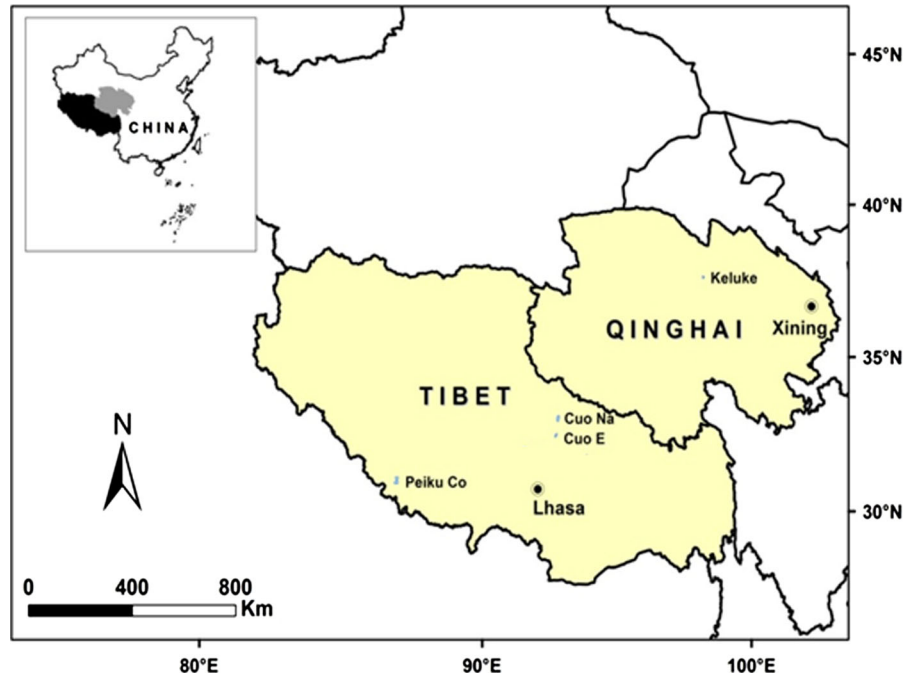 CHINA
45°N
40°N
Keluke
QINGHAI
Xining
35°N
TIBET
Cuo Na
Cuo E
N
Peiku Co
Lhasa
30°N
0 400 800
Km
80°E 90°E 100°E